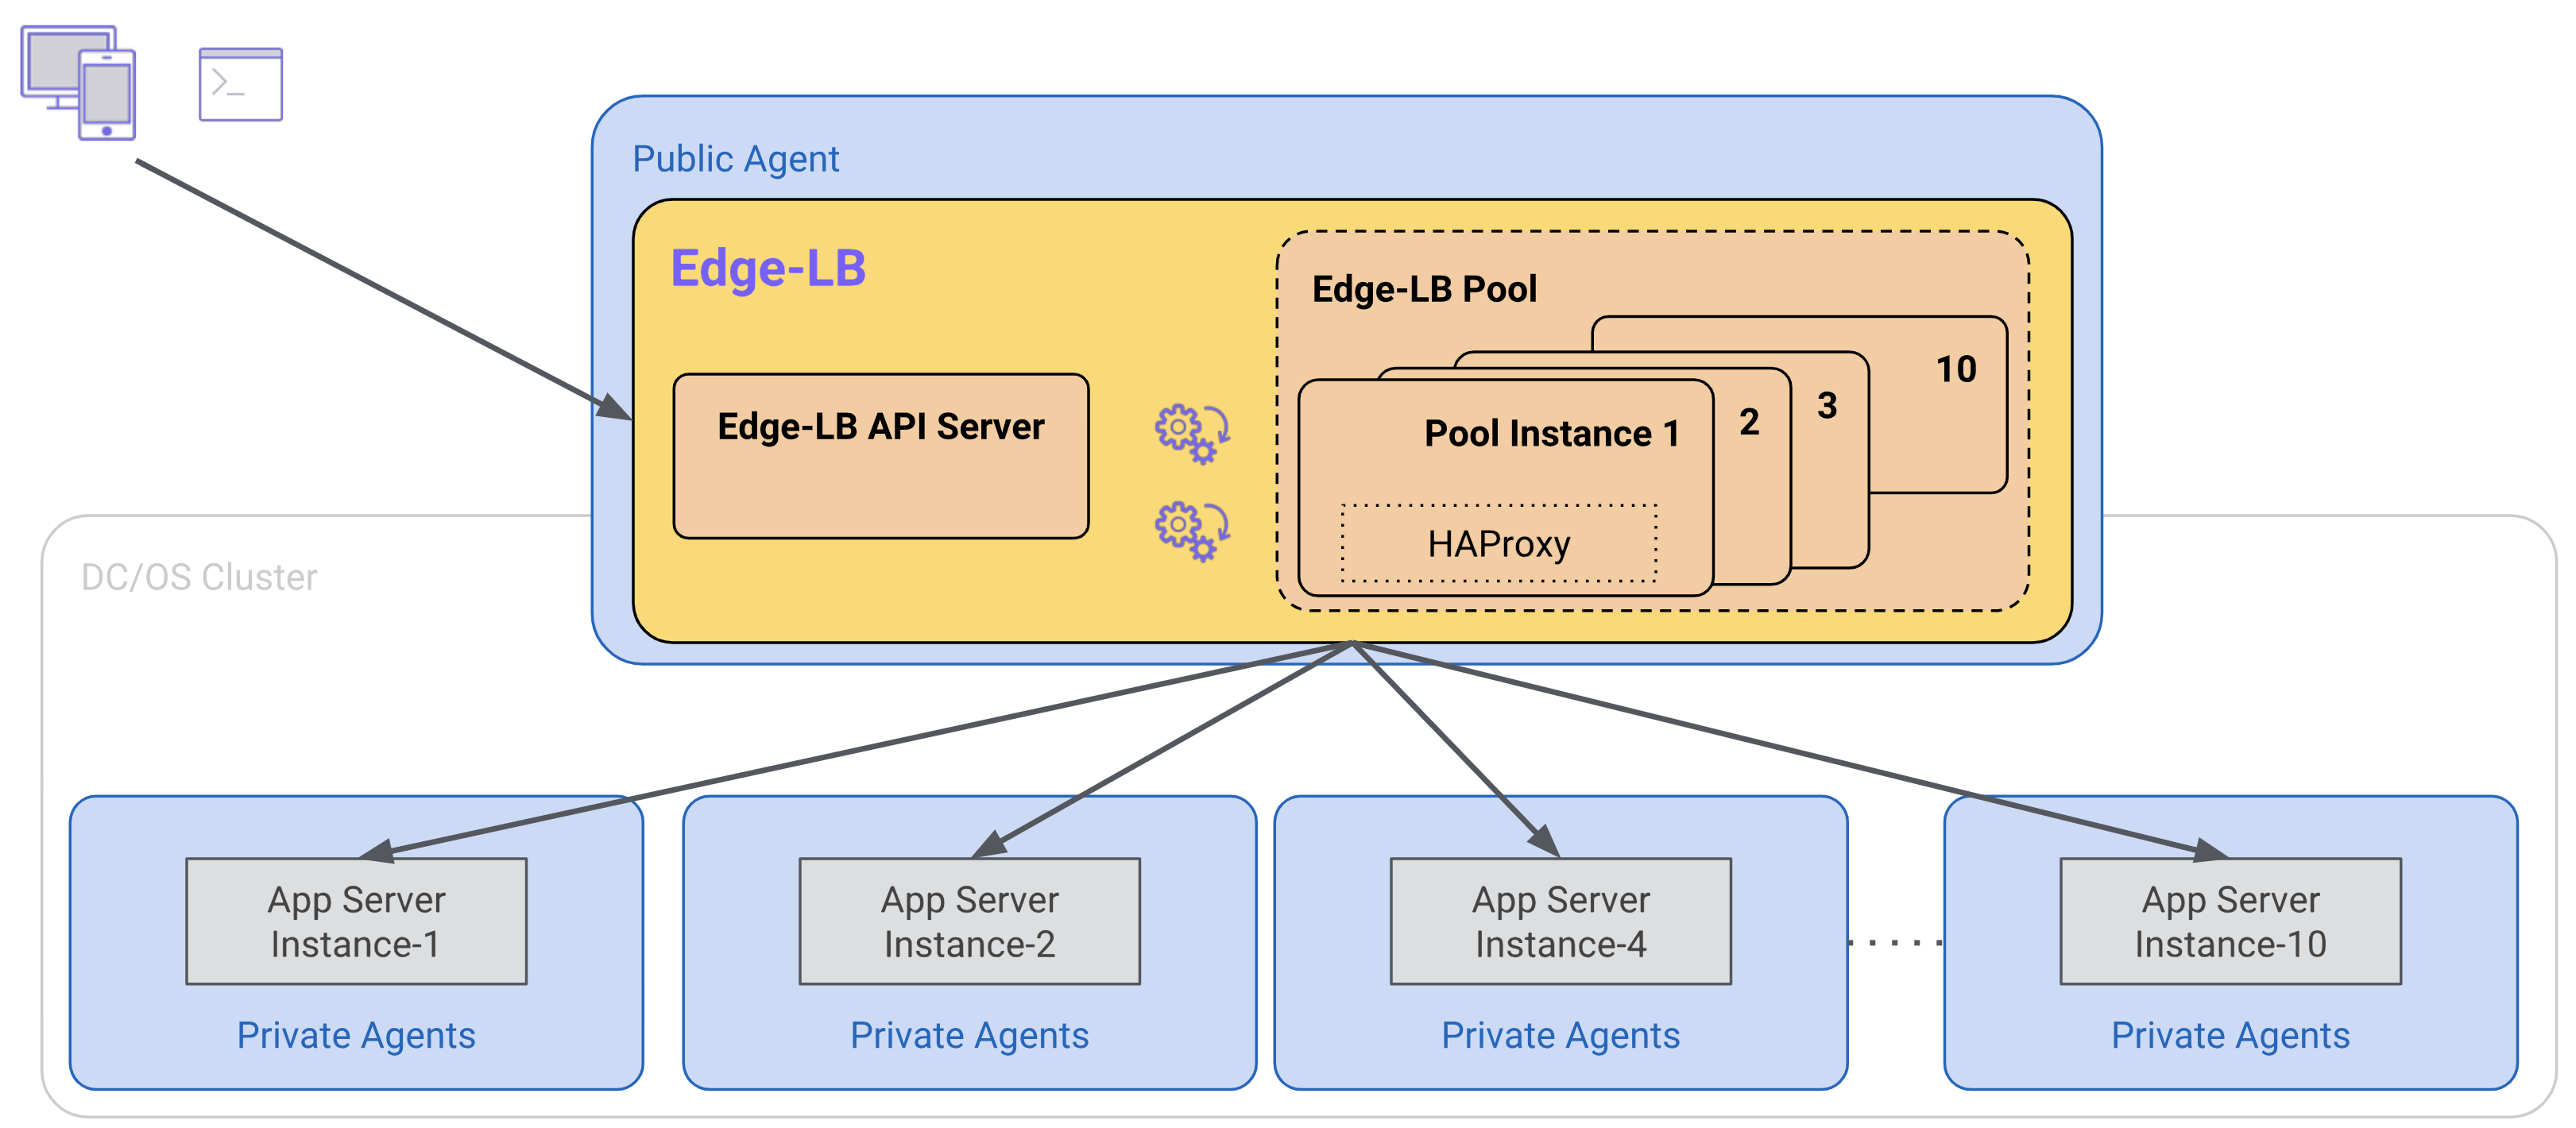 >_
Public Agent
Edge-LB
Edge-LB Pool
10
3
2
Pool Instance 1
Edge-LB API Server
HAProxy
DC/OS Cluster
App Server
Instance-1
Private Agents
App Server
Instance-2
Private Agents
App Server
Instance-4
Private Agents
App Server
Instance-10
Private Agents